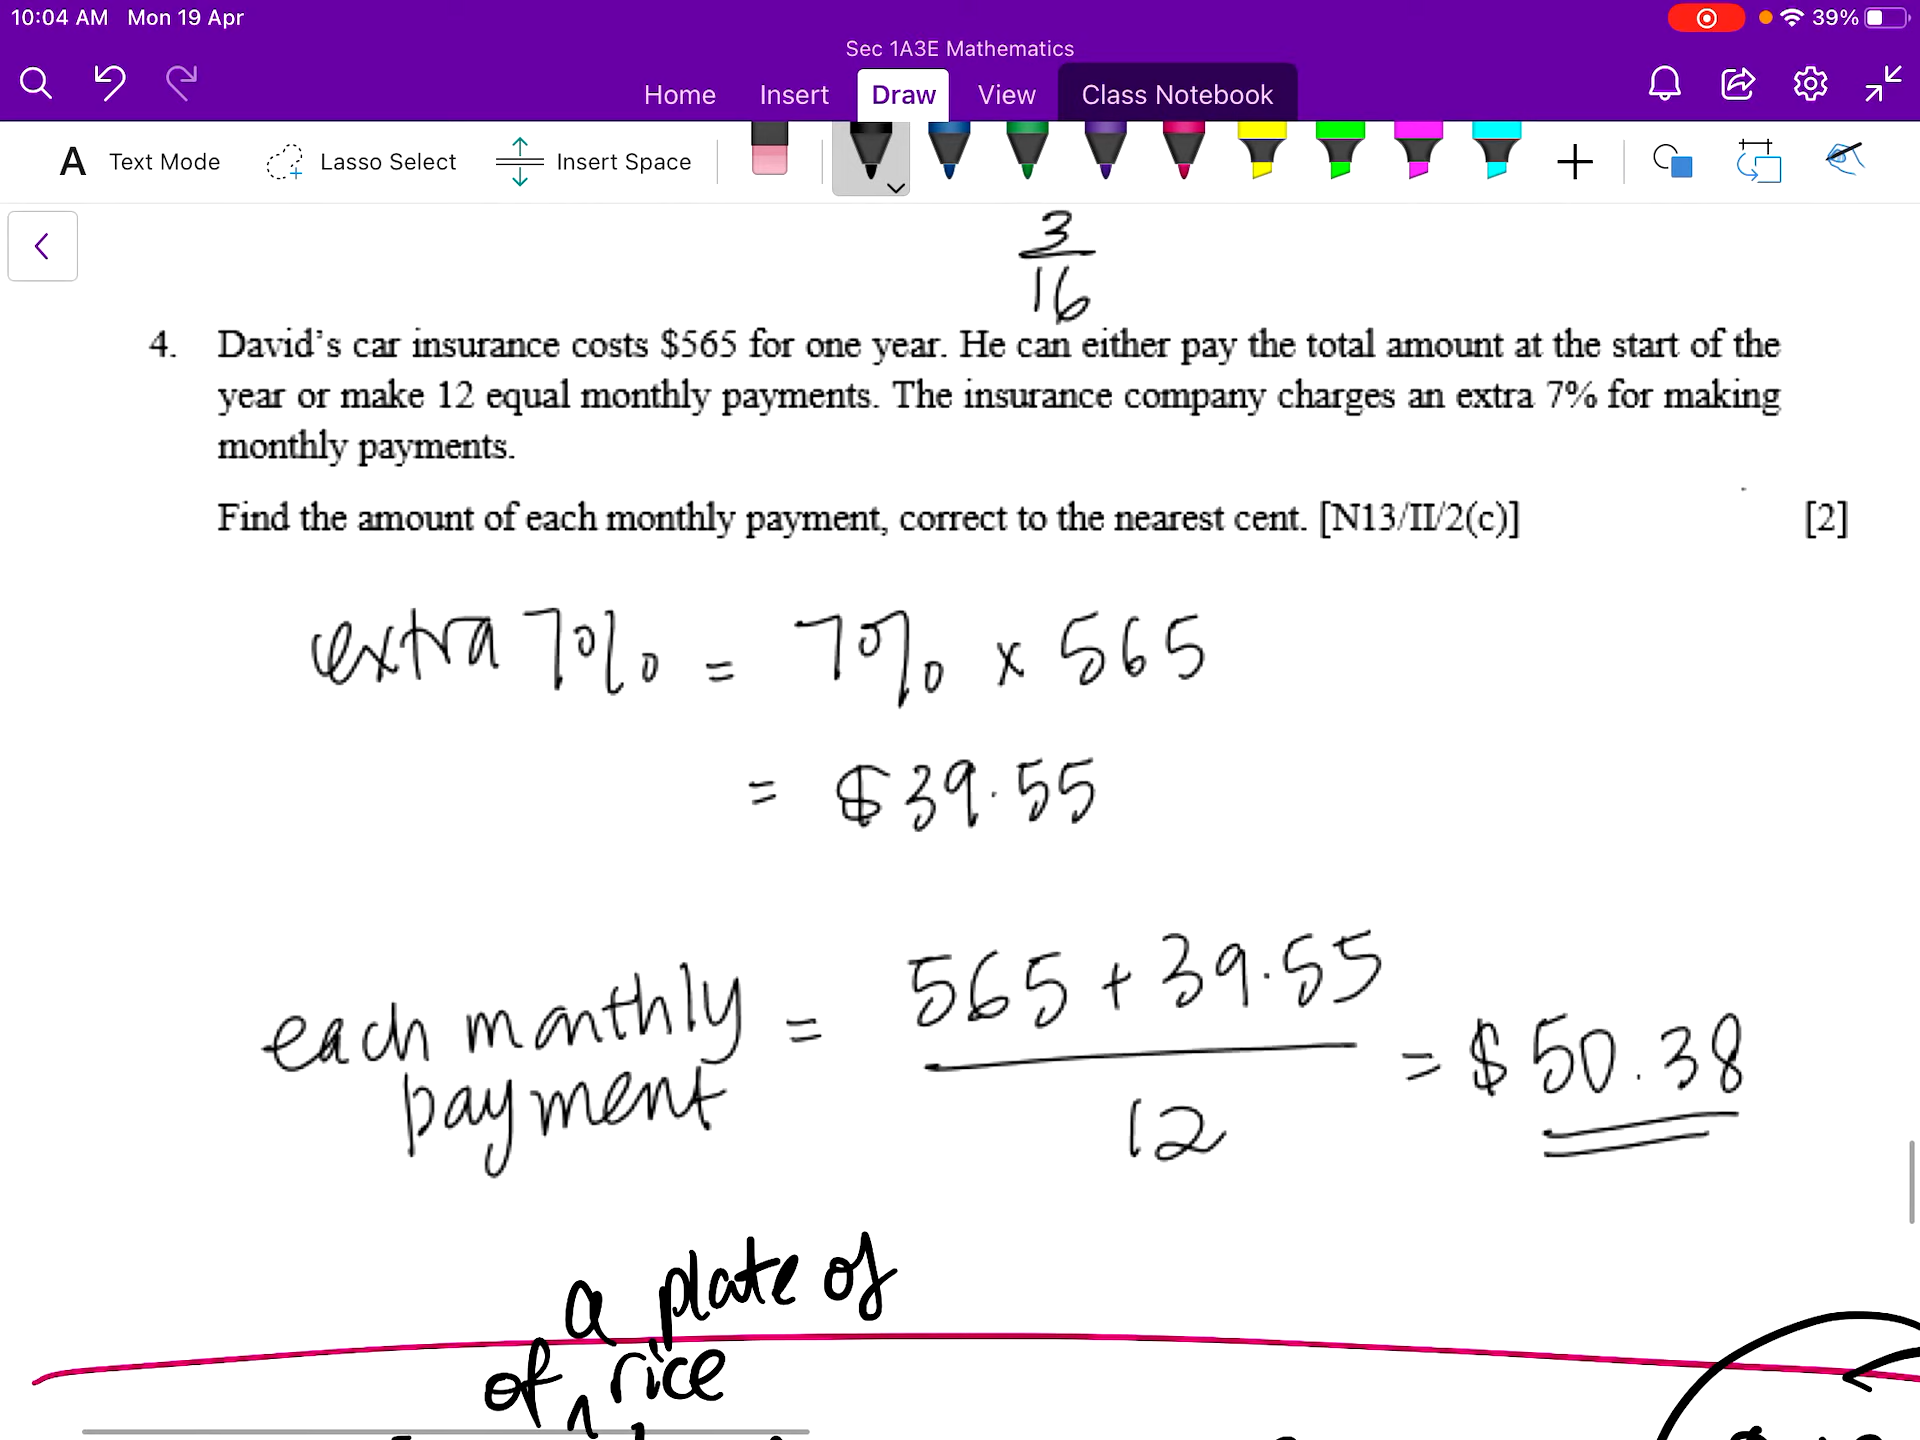 10:04 AM Mon 19 Apr
39%
Sec 1A3E Mathematics
Home Insert Draw View Class Notebook
A Text Mode Lasso Select Insert Space
3
16
4. David's car insurance costs $565 for one year. He can either pay the total amount at the start of the
year or make 12 equal monthly payments. The insurance company charges an extra 7% for making
monthly payments.
Find the amount of each monthly payment, correct to the nearest cent. [N13/II/2(c)] [2]
extra 7% = 7% x 565
= $39.55
each monthly payment = 565 + 39.55
12
= $50.38
a plate of
of rice